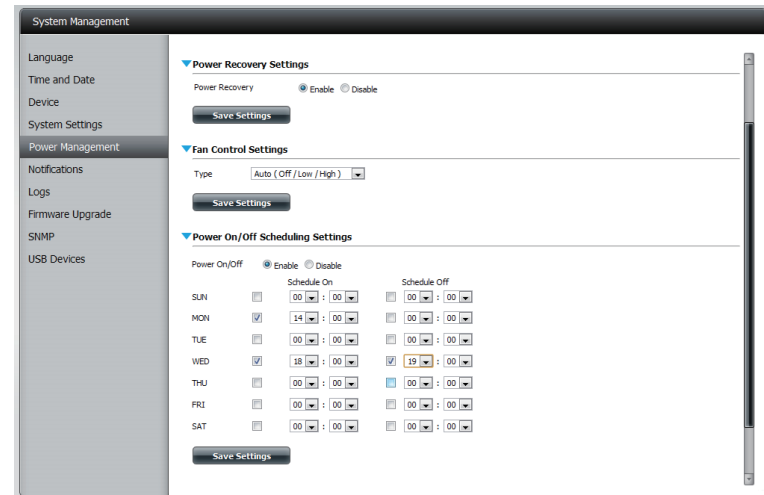 System Management
Language
Time and Date
Device
System Settings
Power Management
Notifications
Logs
Firmware Upgrade
SNMP
USB Devices
Power Recovery Settings
Power Recovery Enable Disable
Save Settings
Fan Control Settings
Type Auto ( Off / Low / High )
Save Settings
Power On/Off Scheduling Settings
Power On/Off Enable Disable
Schedule On Schedule Off
SUN 00 : 00 00 : 00
MON 14 : 00 00 : 00
TUE 00 : 00 00 : 00
WED 18 : 00 19 : 00
THU 00 : 00 00 : 00
FRI 00 : 00 00 : 00
SAT 00 : 00 00 : 00
Save Settings